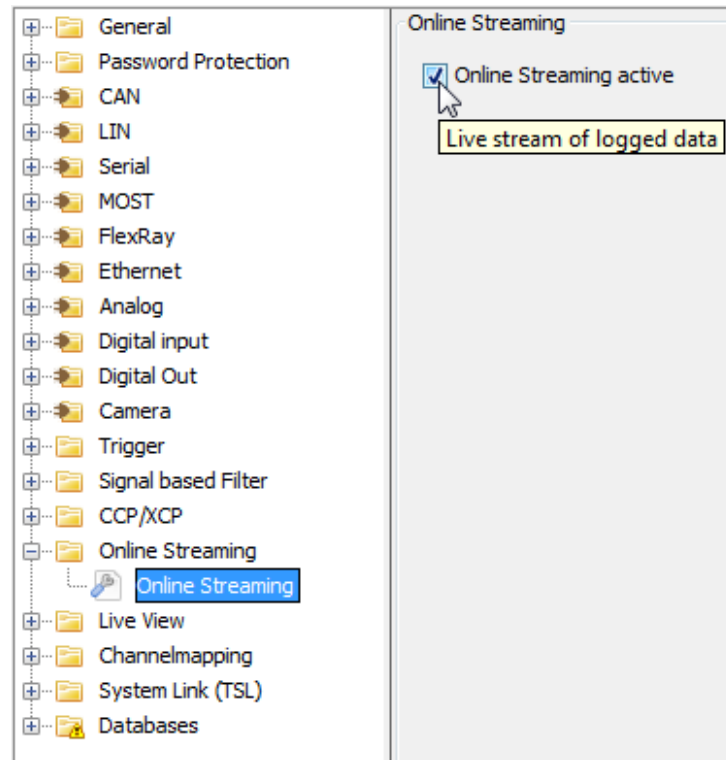 General
Password Protection
CAN
LIN
Serial
MOST
FlexRay
Ethernet
Analog
Digital input
Digital Out
Camera
Trigger
Signal based Filter
CCP/XCP
Online Streaming
Online Streaming
Live View
Channelmapping
System Link (TSL)
Databases
Online Streaming
Online Streaming active
Live stream of logged data